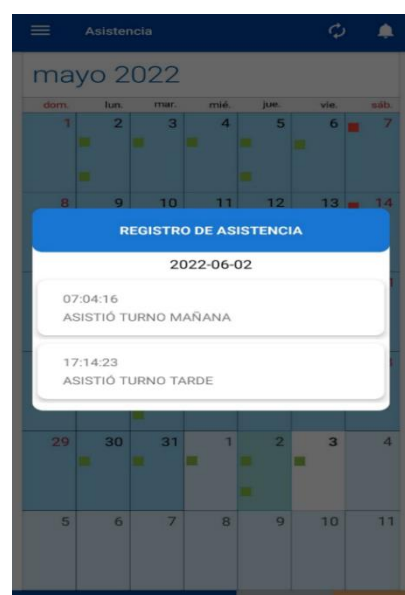 Asistencia
mayo 2022
dom. lun. mar. mié. jue. vie. sáb.
1 2 3 4 5 6 7
8 9 10 11 12 13 14
REGISTRO DE ASISTENCIA
2022-06-02
07:04:16
ASISTIÓ TURNO MAÑANA
17:14:23
ASISTIÓ TURNO TARDE
29 30 31 1 2 3 4
5 6 7 8 9 10 11